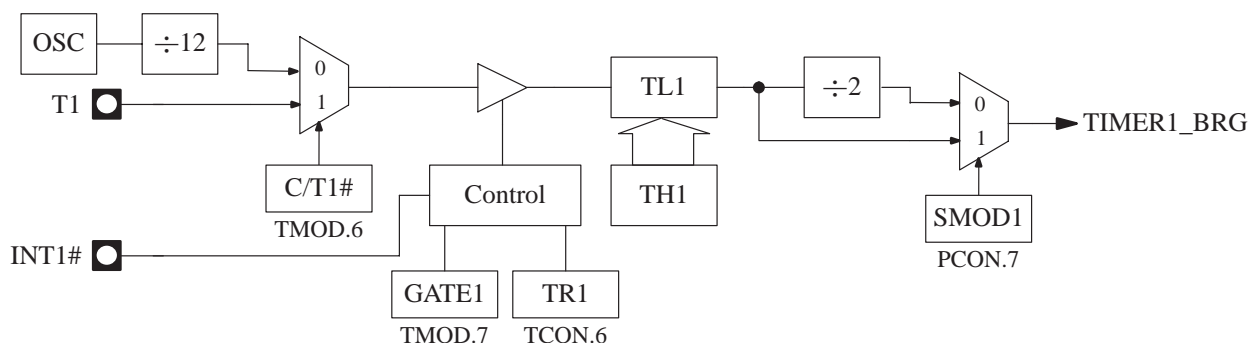 OSC
÷12
0
1
T1
C/T1#
TMOD.6
INT1#
Control
GATE1
TMOD.7
TR1
TCON.6
TL1
TH1
÷2
0
1
SMOD1
PCON.7
TIMER1_BRG